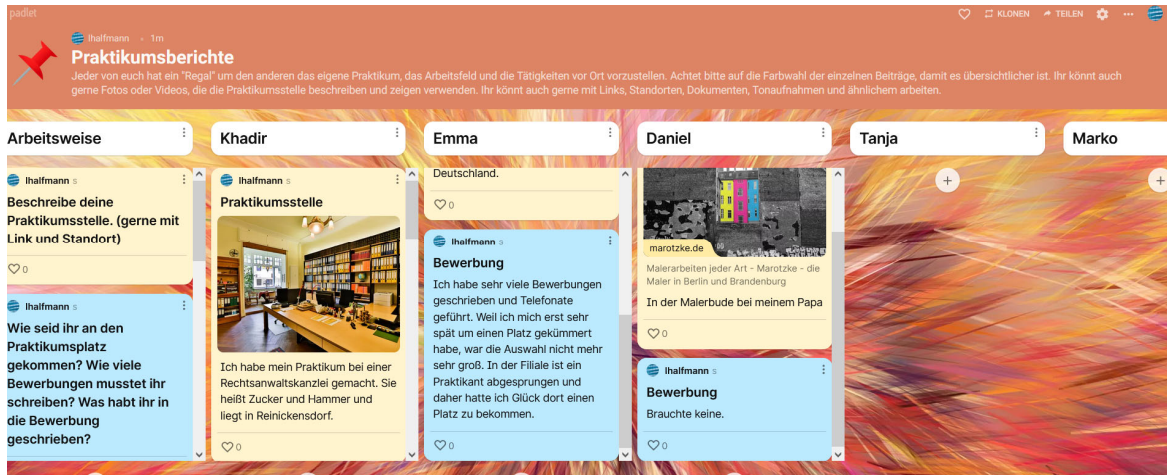 padlet
KLONEN TEILEN
lhalfmann • 1m
Praktikumsberichte
Jeder von euch hat ein "Regal" um den anderen das eigene Praktikum, das Arbeitsfeld und die Tätigkeiten vor Ort vorzustellen. Achtet bitte auf die Farbwahl der einzelnen Beiträge, damit es übersichtlicher ist. Ihr könnt auch
gerne Fotos oder Videos, die die Praktikumsstelle beschreiben und zeigen verwenden. Ihr könnt auch gerne mit Links, Standorten, Dokumenten, Tonaufnahmen und ähnlichem arbeiten.
Arbeitsweise
lhalfmann s
Beschreibe deine
Praktikumsstelle. (gerne mit
Link und Standort)
0
lhalfmann s
Wie seid ihr an den
Praktikumsplatz
gekommen? Wie viele
Bewerbungen musstet ihr
schreiben? Was habt ihr in
die Bewerbung
geschrieben?
Khadir
lhalfmann s
Praktikumsstelle
Ich habe mein Praktikum bei einer
Rechtsanwaltskanzlei gemacht. Sie
heißt Zucker und Hammer und
liegt in Reinickensdorf.
0
Emma
Deutschland.
0
lhalfmann s
Bewerbung
Ich habe sehr viele Bewerbungen
geschrieben und Telefonate
geführt. Weil ich mich erst sehr
spät um einen Platz gekümmert
habe, war die Auswahl nicht mehr
sehr groß. In der Filiale ist ein
Praktikant abgesprungen und
daher hatte ich Glück dort einen
Platz zu bekommen.
0
Daniel
marotzke.de
Malerarbeiten jeder Art - Marotzke - die
Maler in Berlin und Brandenburg
In der Malerbude bei meinem Papa
0
lhalfmann s
Bewerbung
Brauchte keine.
0
Tanja
Marko